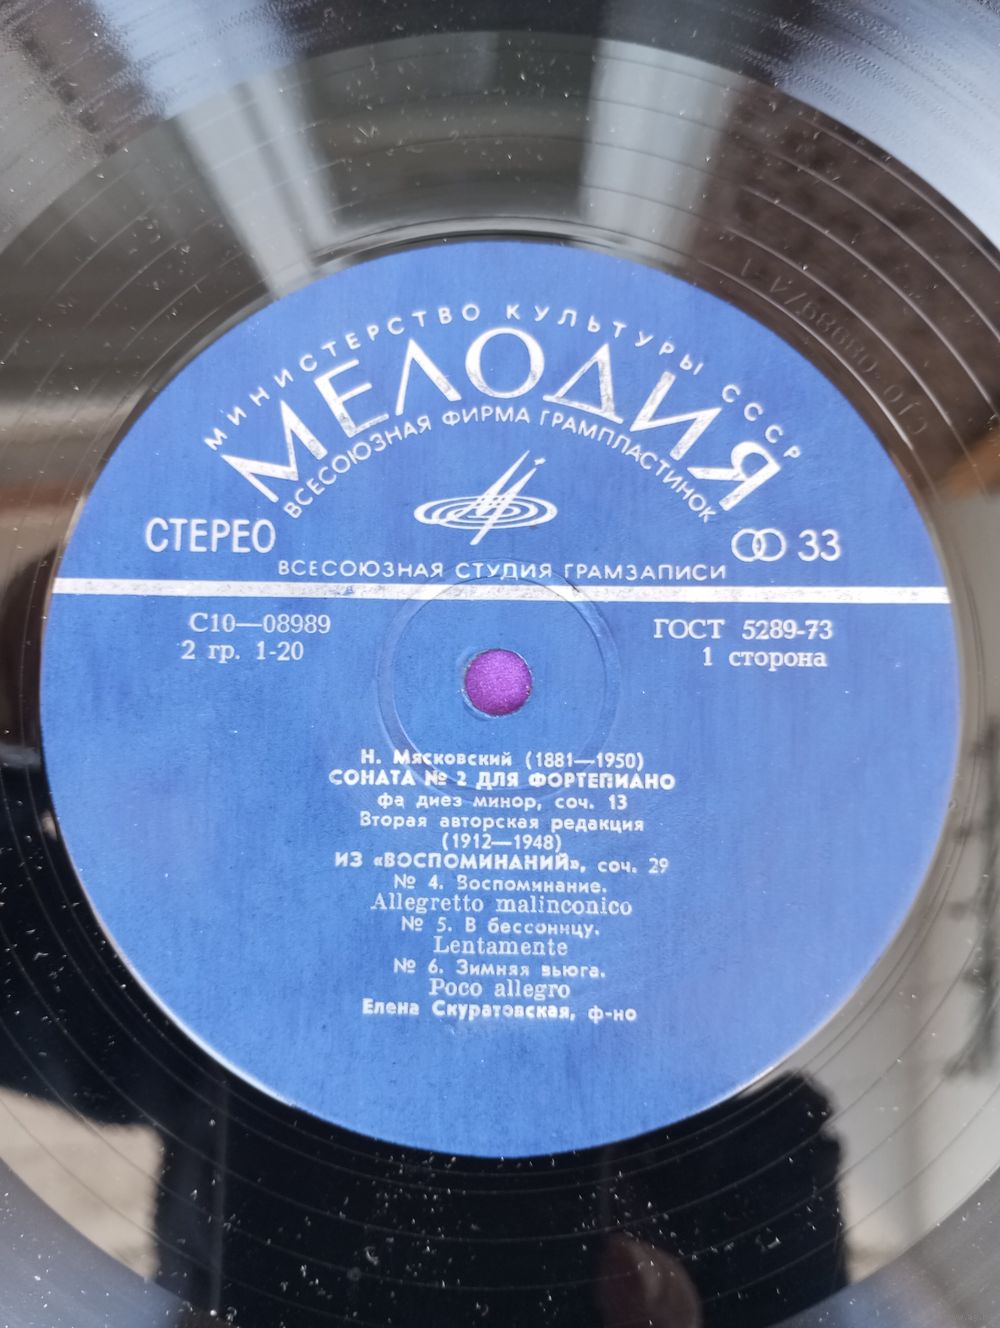 МИНИСТЕРСТВО КУЛЬТУРЫ СССР
МЕЛОДИЯ
ВСЕСОЮЗНАЯ ФИРМА ГРАМПЛАСТИНОК
СТЕРЕО
33
ВСЕСОЮЗНАЯ СТУДИЯ ГРАМЗАПИСИ
С10—08989
ГОСТ 5289-73
2 гр. 1-20
1 сторона
Н. Мясковский (1881—1950)
СОНАТА № 2 ДЛЯ ФОРТЕПИАНО
фа диез минор, соч. 13
Вторая авторская редакция
(1912—1948)
ИЗ «ВОСПОМИНАНИЙ», соч. 29
№ 4. Воспоминание.
Allegretto malinconico
№ 5. В бессонницу.
Lentamente
№ 6. Зимняя вьюга.
Poco allegro
Елена Скуратовская, ф-но